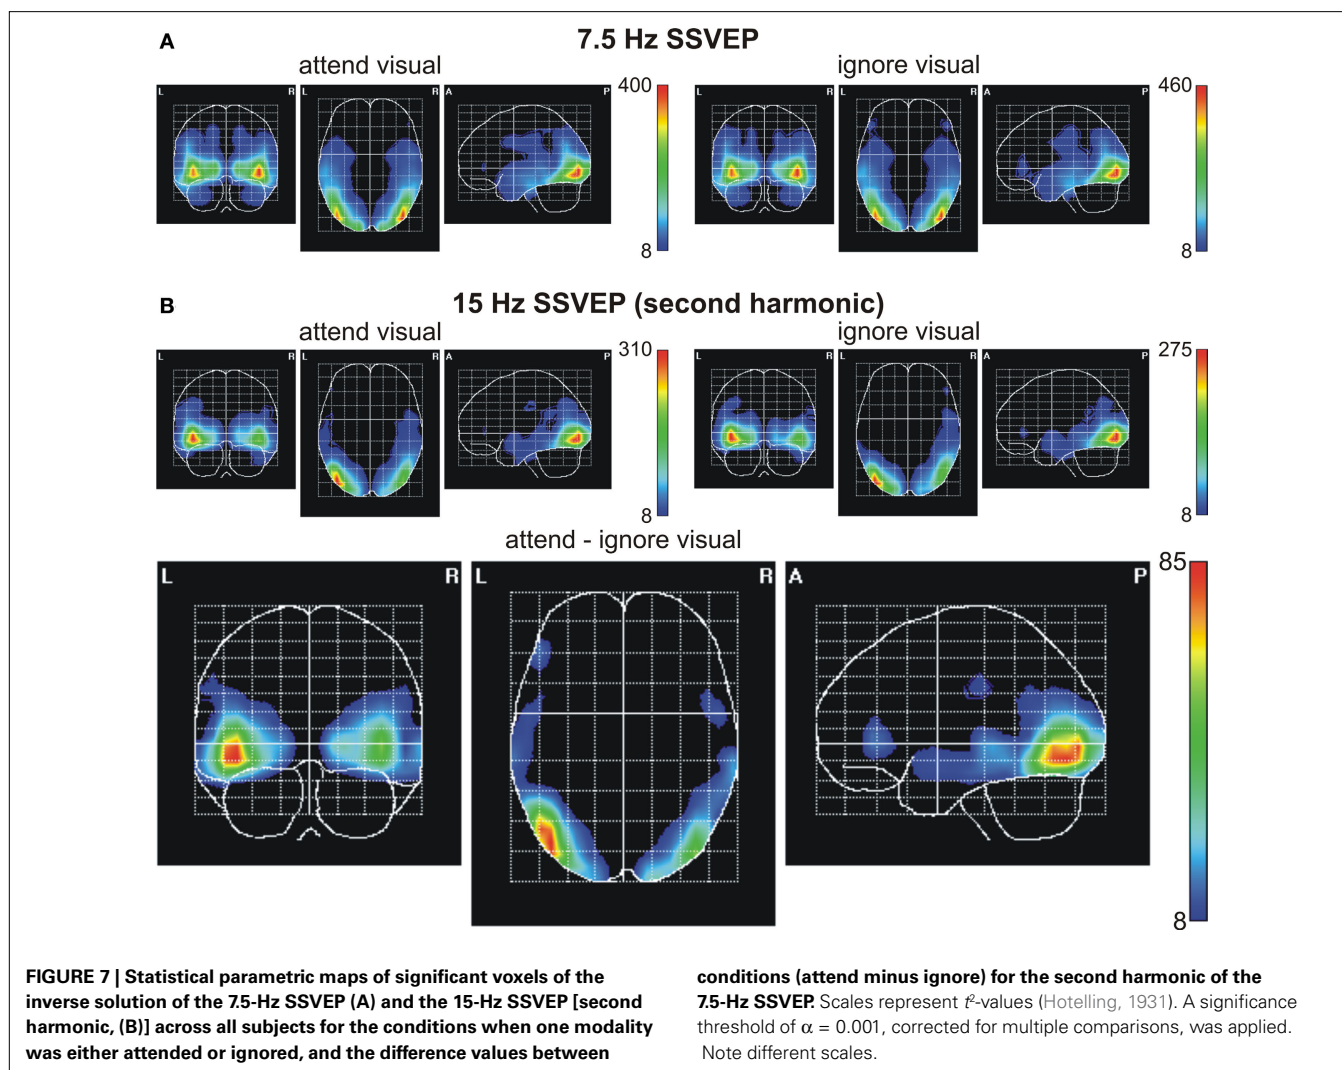 A
7.5 Hz SSVEP
attend visual
ignore visual
L R
L R
A P
400
8
L R
L R
A P
460
8
B
15 Hz SSVEP (second harmonic)
attend visual
ignore visual
L R
L R
A P
310
8
L R
L R
A P
275
8
attend - ignore visual
L R
L R
A P
85
8
FIGURE 7 | Statistical parametric maps of significant voxels of the
inverse solution of the 7.5-Hz SSVEP (A) and the 15-Hz SSVEP [second
harmonic, (B)] across all subjects for the conditions when one modality
was either attended or ignored, and the difference values between
conditions (attend minus ignore) for the second harmonic of the
7.5-Hz SSVEP. Scales represent t²-values (Hotelling, 1931). A significance
threshold of α = 0.001, corrected for multiple comparisons, was applied.
Note different scales.